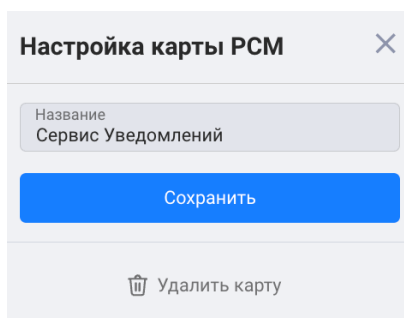 Настройка карты РСМ
Название
Сервис Уведомлений
Сохранить
Удалить карту